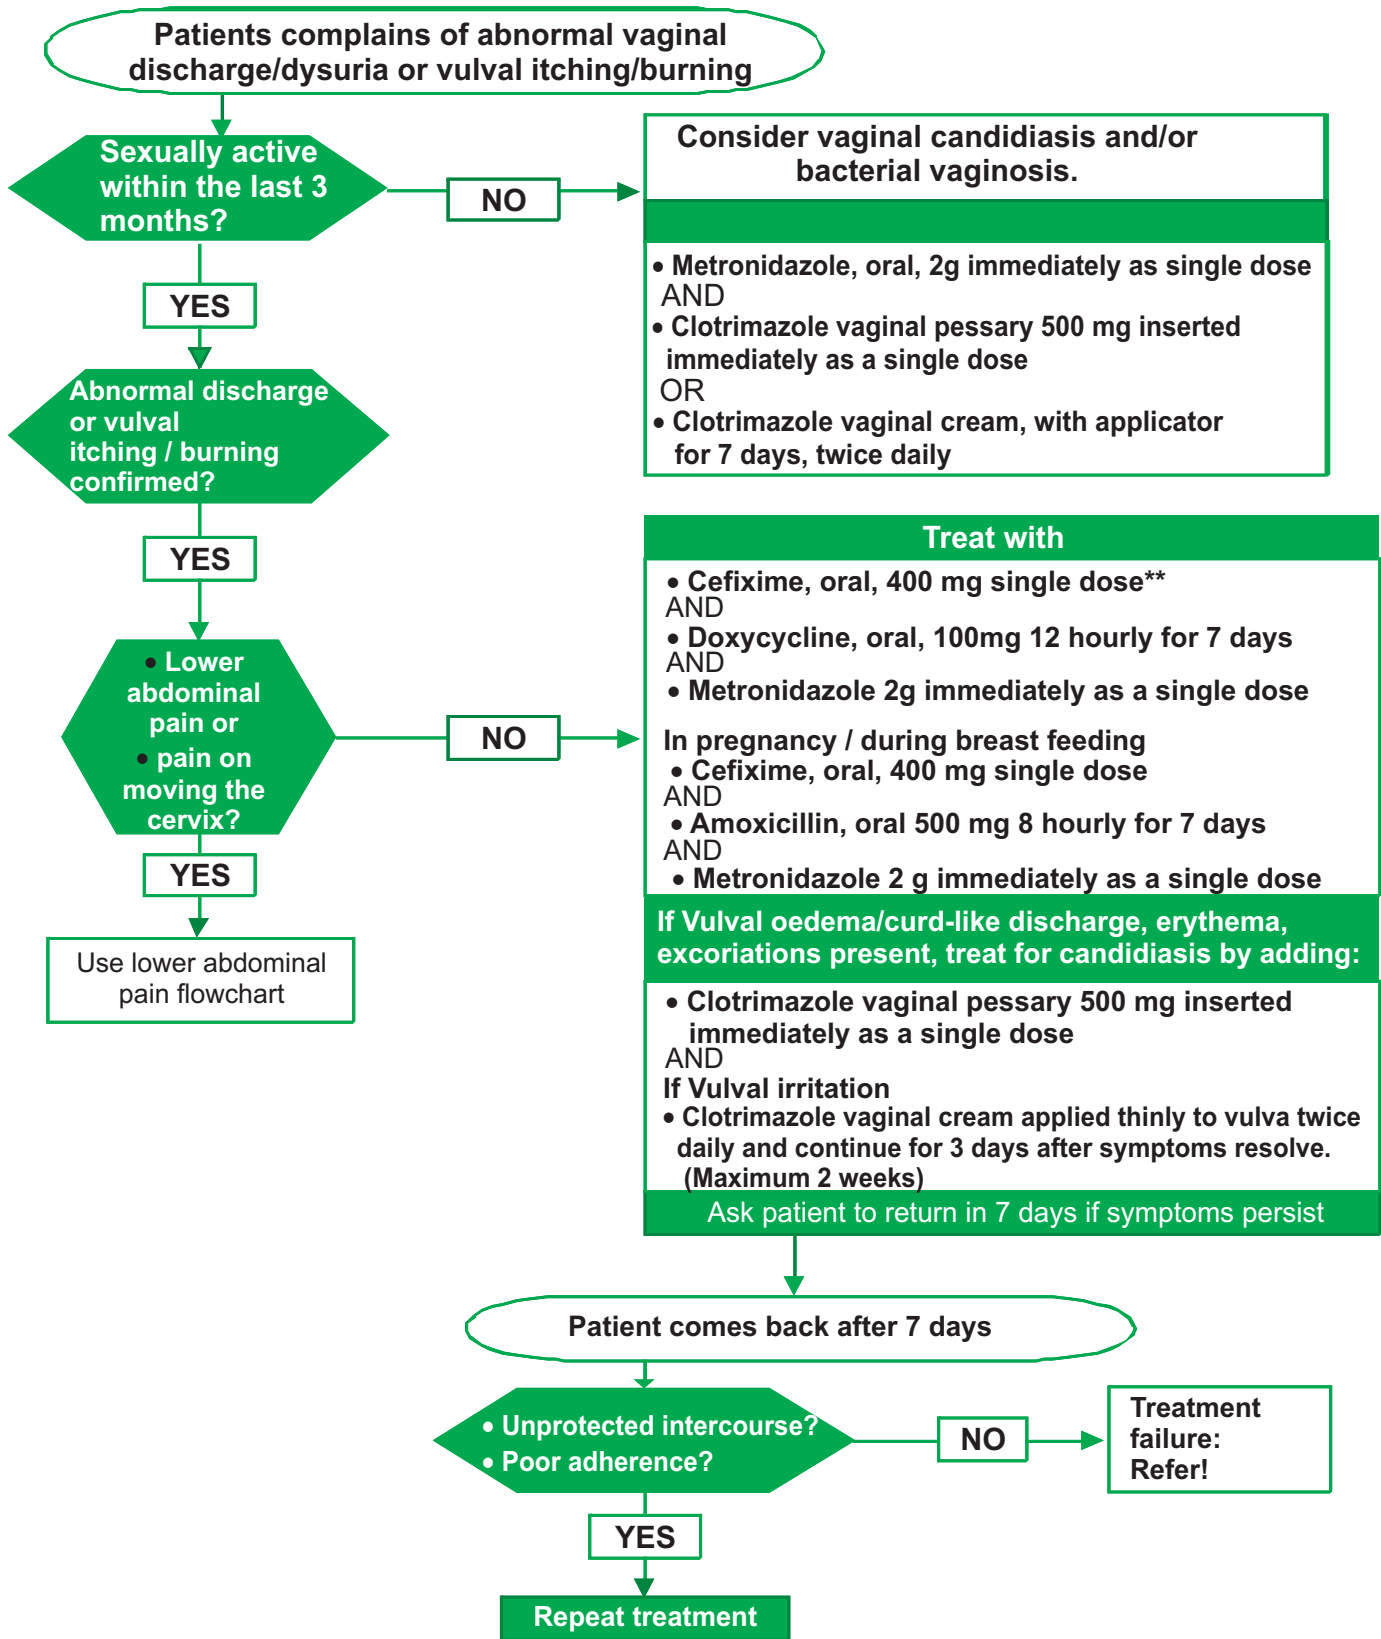 Patients complains of abnormal vaginal
discharge/dysuria or vulval itching/burning
Sexually active
within the last 3
months?
NO
Consider vaginal candidiasis and/or
bacterial vaginosis.
• Metronidazole, oral, 2g immediately as single dose
AND
• Clotrimazole vaginal pessary 500 mg inserted
immediately as a single dose
OR
• Clotrimazole vaginal cream, with applicator
for 7 days, twice daily
YES
Abnormal discharge
or vulval
itching / burning
confirmed?
YES
• Lower
abdominal
pain or
• pain on
moving the
cervix?
NO
Treat with
• Cefixime, oral, 400 mg single dose**
AND
• Doxycycline, oral, 100mg 12 hourly for 7 days
AND
• Metronidazole 2g immediately as a single dose
In pregnancy / during breast feeding
• Cefixime, oral, 400 mg single dose
AND
• Amoxicillin, oral 500 mg 8 hourly for 7 days
AND
• Metronidazole 2 g immediately as a single dose
If Vulval oedema/curd-like discharge, erythema,
excoriations present, treat for candidiasis by adding:
• Clotrimazole vaginal pessary 500 mg inserted
immediately as a single dose
AND
If Vulval irritation
• Clotrimazole vaginal cream applied thinly to vulva twice
daily and continue for 3 days after symptoms resolve.
(Maximum 2 weeks)
Ask patient to return in 7 days if symptoms persist
YES
Use lower abdominal
pain flowchart
Patient comes back after 7 days
• Unprotected intercourse?
• Poor adherence?
NO
Treatment
failure:
Refer!
YES
Repeat treatment